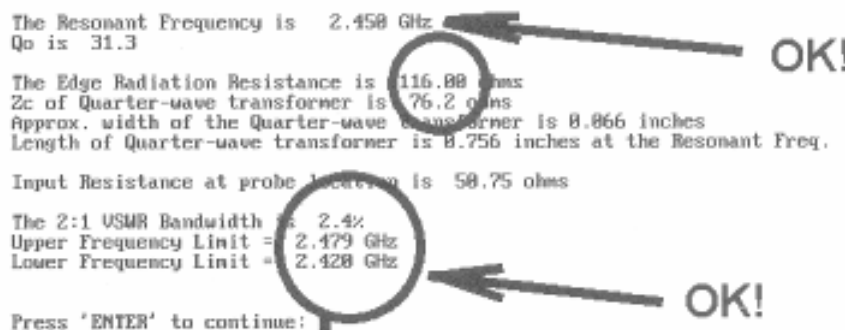 The Resonant Frequency is 2.450 GHz
OK!
Qo is 31.3
The Edge Radiation Resistance is 116.00 ohms
Zc of Quarter-wave transformer is 76.2 ohms
Approx. width of the Quarter-wave transformer is 0.066 inches
Length of Quarter-wave transformer is 0.756 inches at the Resonant Freq.
Input Resistance at probe location is 50.75 ohms
The 2:1 VSWR Bandwidth is 2.4%
Upper Frequency Limit = 2.479 GHz
Lower Frequency Limit = 2.420 GHz
OK!
Press 'ENTER' to continue: